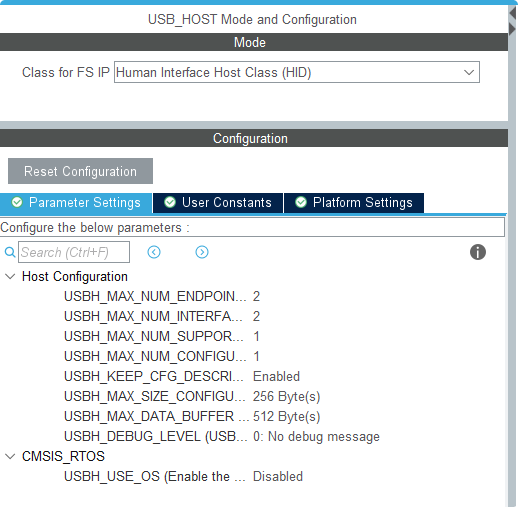 USB_HOST Mode and Configuration
Mode
Class for FS IP Human Interface Host Class (HID)
Configuration
Reset Configuration
Parameter Settings User Constants Platform Settings
Configure the below parameters :
Search (Ctrl+F)
Host Configuration
USBH_MAX_NUM_ENDPOIN... 2
USBH_MAX_NUM_INTERFA... 2
USBH_MAX_NUM_SUPPOR... 1
USBH_MAX_NUM_CONFIGU... 1
USBH_KEEP_CFG_DESCRI... Enabled
USBH_MAX_SIZE_CONFIGU... 256 Byte(s)
USBH_MAX_DATA_BUFFER ... 512 Byte(s)
USBH_DEBUG_LEVEL (USB... 0: No debug message
CMSIS_RTOS
USBH_USE_OS (Enable the ... Disabled